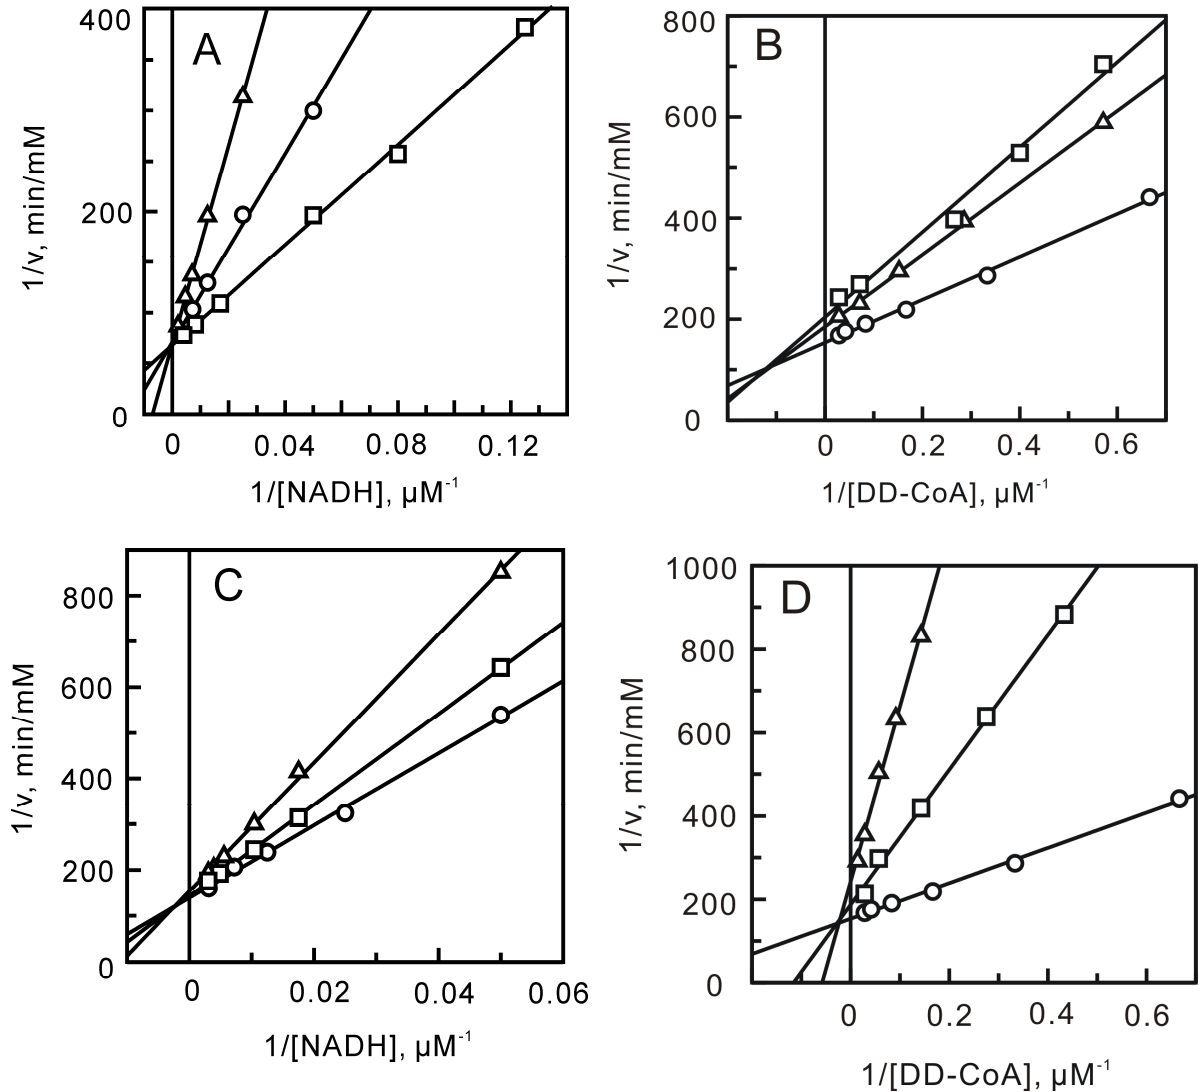 A
400
200
0
0 0.04 0.08 0.12
1/v, min/mM
1/[NADH], µM⁻¹
B
800
600
400
200
0
0 0.2 0.4 0.6
1/v, min/mM
1/[DD-CoA], µM⁻¹
C
800
600
400
200
0
0 0.02 0.04 0.06
1/v, min/mM
1/[NADH], µM⁻¹
D
1000
800
600
400
200
0
0 0.2 0.4 0.6
1/v, min/mM
1/[DD-CoA], µM⁻¹